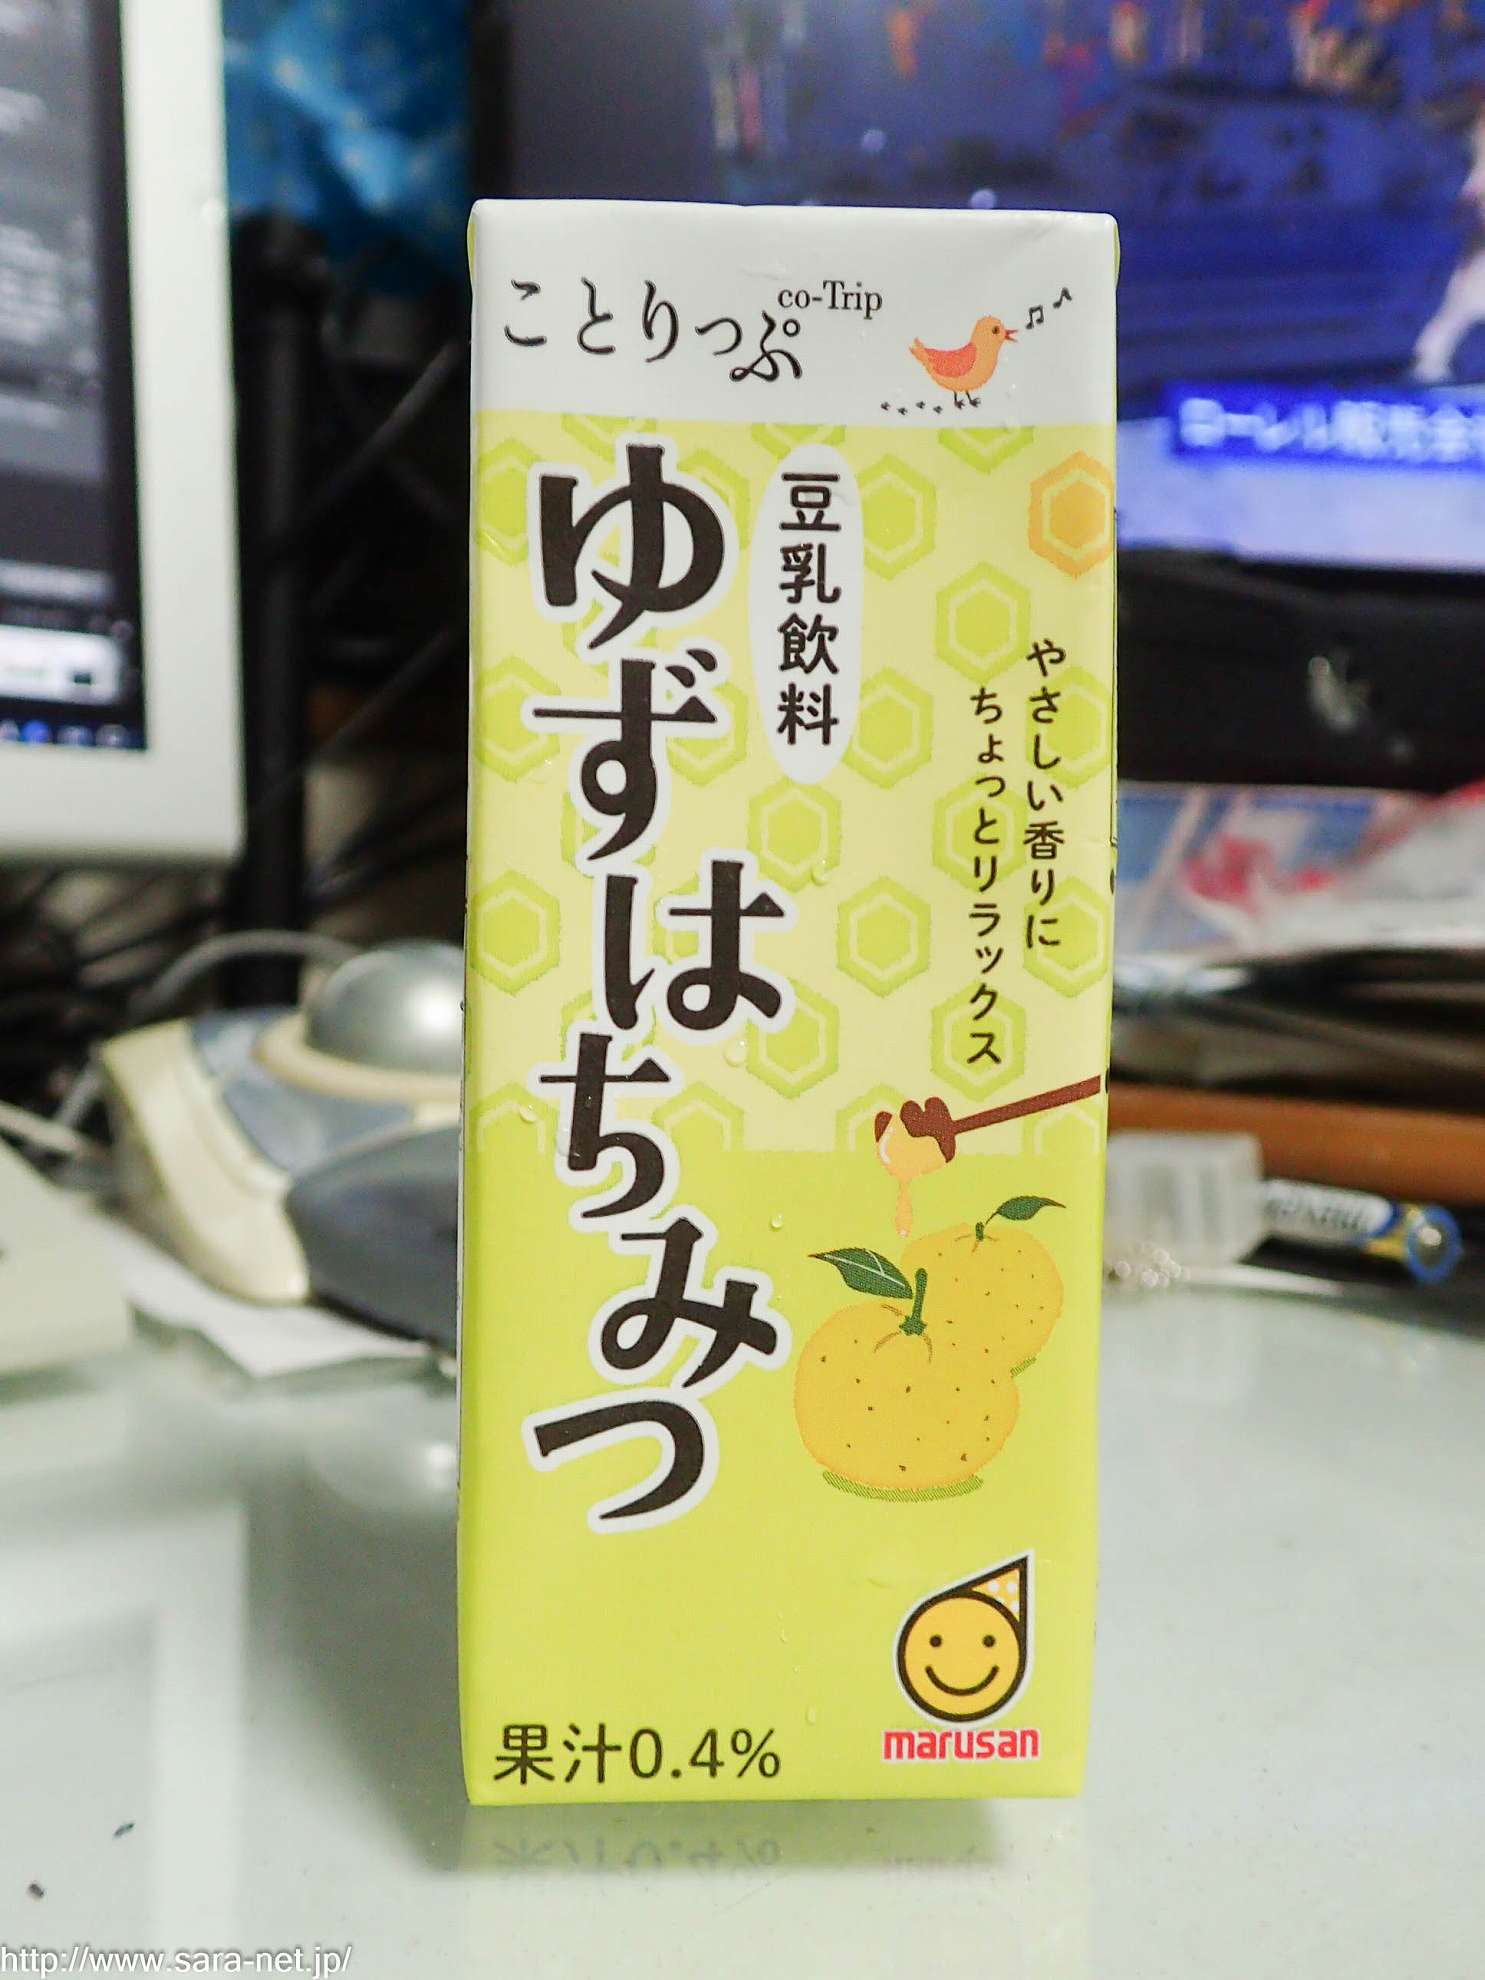 ことりっぷ
co-Trip
やさしい香りに
ちょっとリラックス
豆乳飲料
ゆずはちみつ
marusan
果汁0.4%
http://www.sara-net.jp/